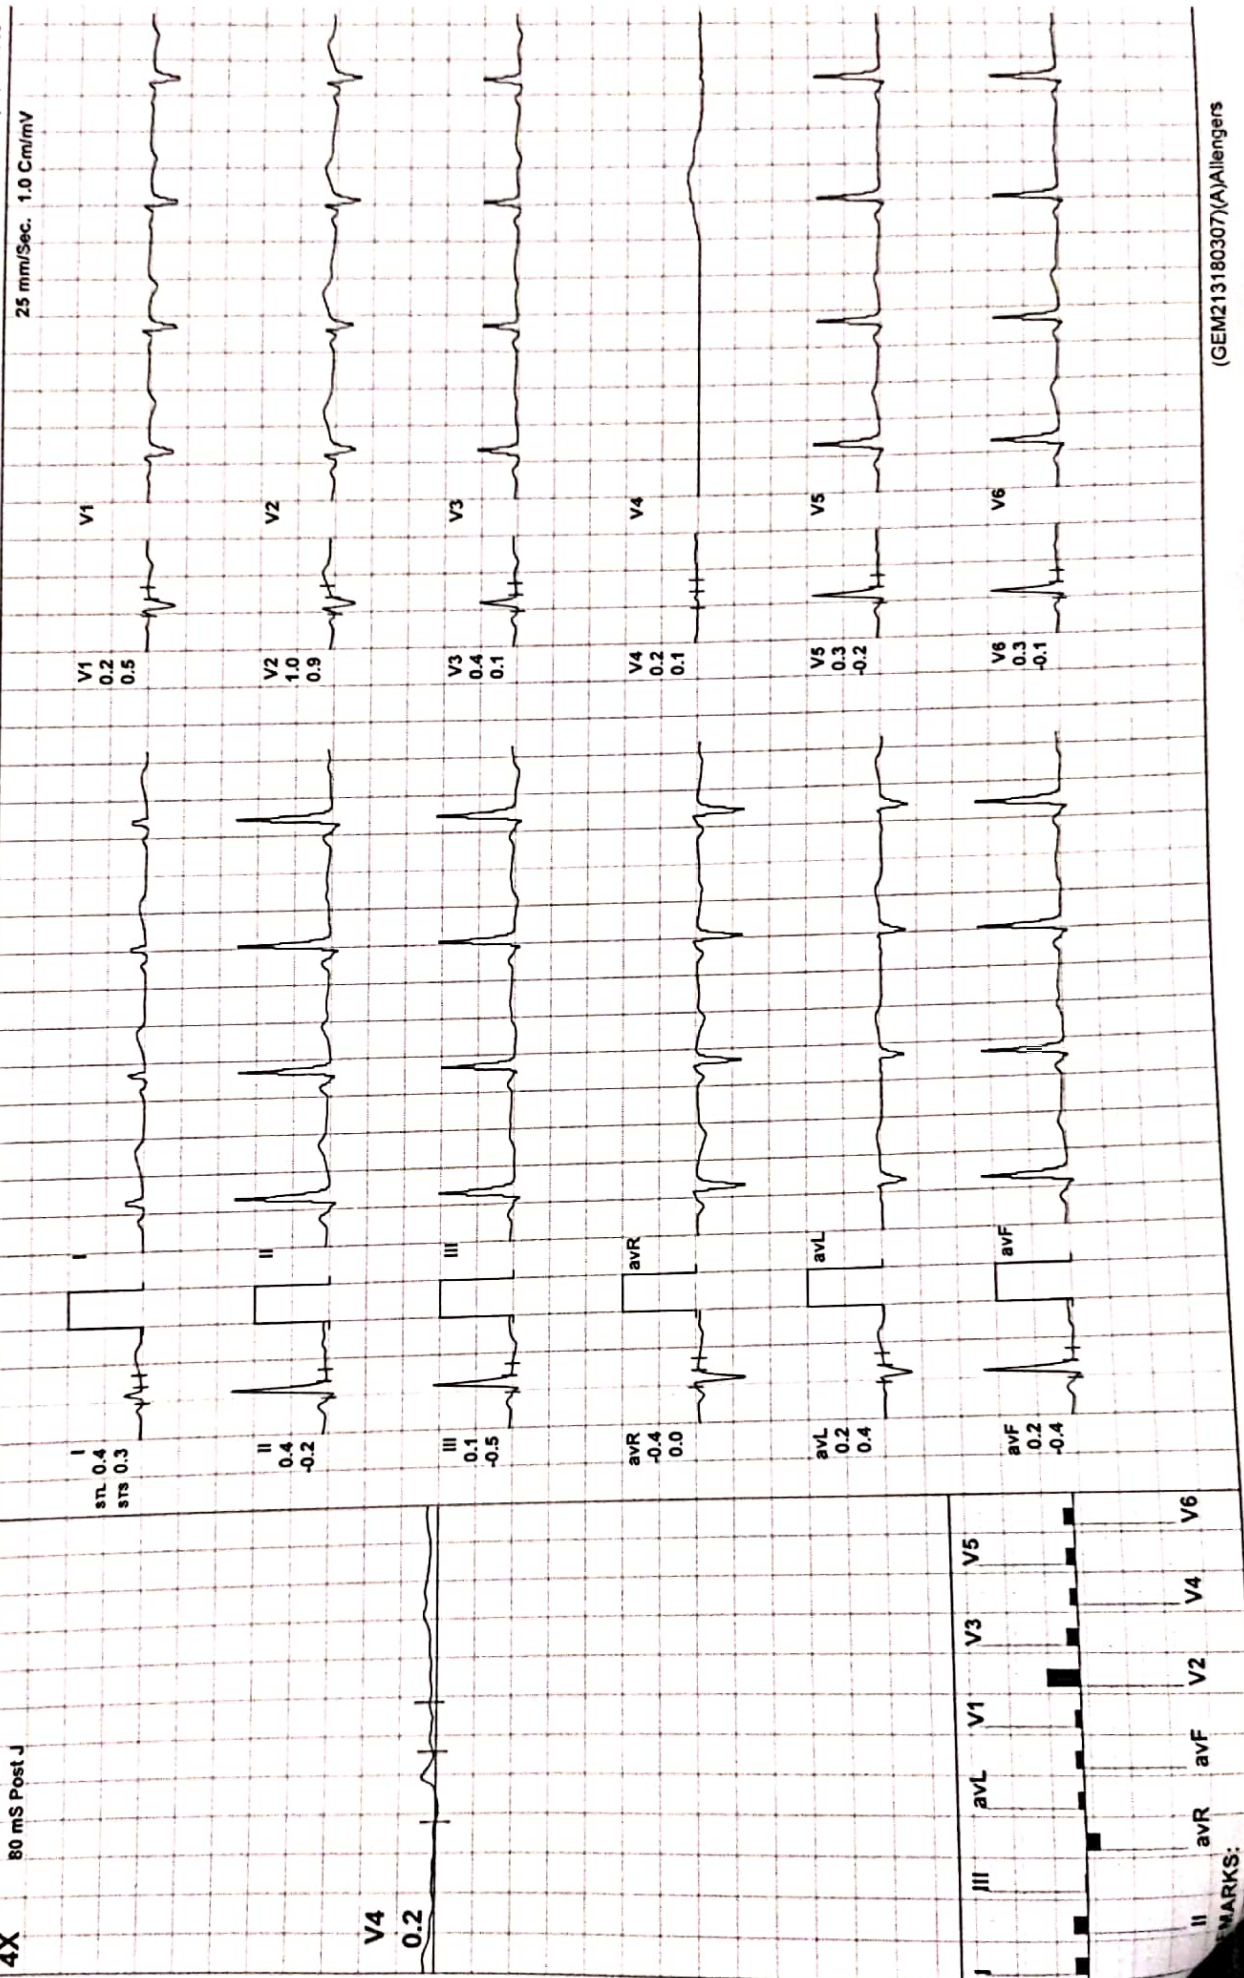 4X
80 mS Post J
25 mm/Sec. 1.0 Cm/mV
V4
0.2
I
STL 0.4
STS 0.3
I
V1
0.2
0.5
V1
II
0.4
-0.2
II
V2
1.0
0.9
V2
III
0.1
-0.5
III
V3
0.4
0.1
V3
avR
-0.4
0.0
avR
V4
0.2
0.1
V4
avL
0.2
0.4
avL
V5
0.3
-0.2
V5
avF
0.2
-0.4
avF
V6
0.3
-0.1
V6
I III avL V1 V3 V5
II avR avF V2 V4 V6
(GEM213180307)(A)Allengers